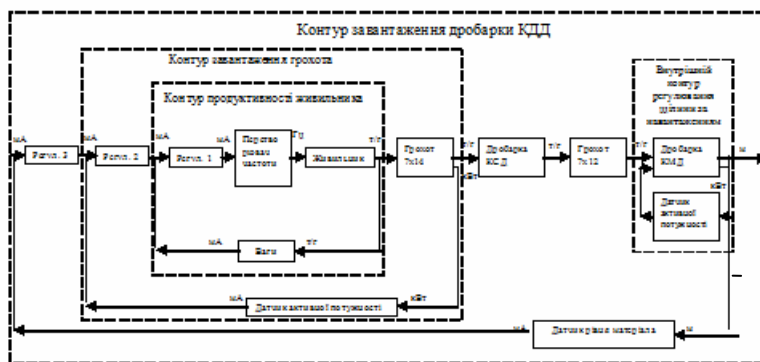 Контур завантаження дробарки КДД
Контур завантаження грохота
Контур продуктивності живильника
Внутрішній
контур
регулювання
щілини за
навантаженням
мА
мА
мА
мА
Гц
т/г
т/г
т/г
т/г
м
Регул. 3
Регул. 2
Регул. 1
частоти
Живильник
Грохот
7х16
кВт
Дробарка
КСД
Грохот
7х12
Дробарка
КМД
кВт
Датчик
активної
потужності
мА
Ваги
т/г
мА
Датчик активної потужності
кВт
мА
Датчик рівня матеріала
м